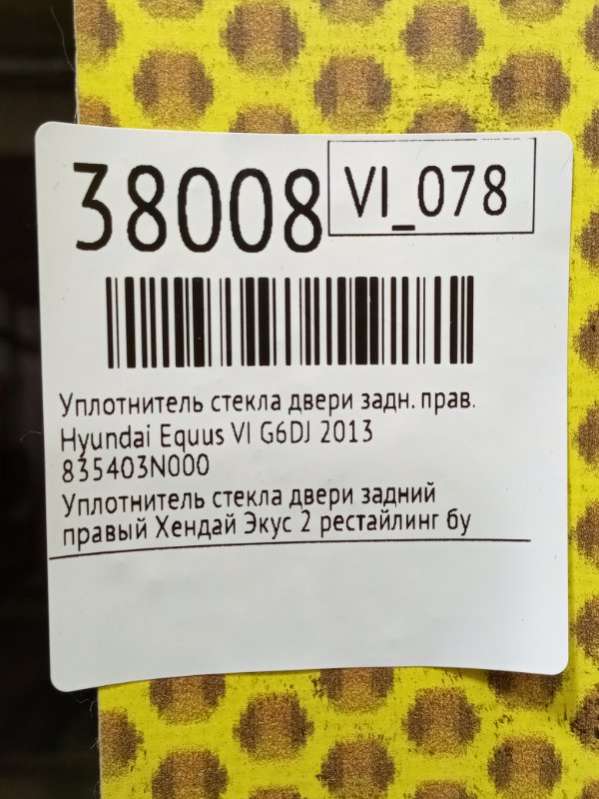 38008
VI_078
Уплотнитель стекла двери задн. прав.
Hyundai Equus VI G6DJ 2013
835403N000
Уплотнитель стекла двери задний
правый Хендай Экус 2 рестайлинг бу